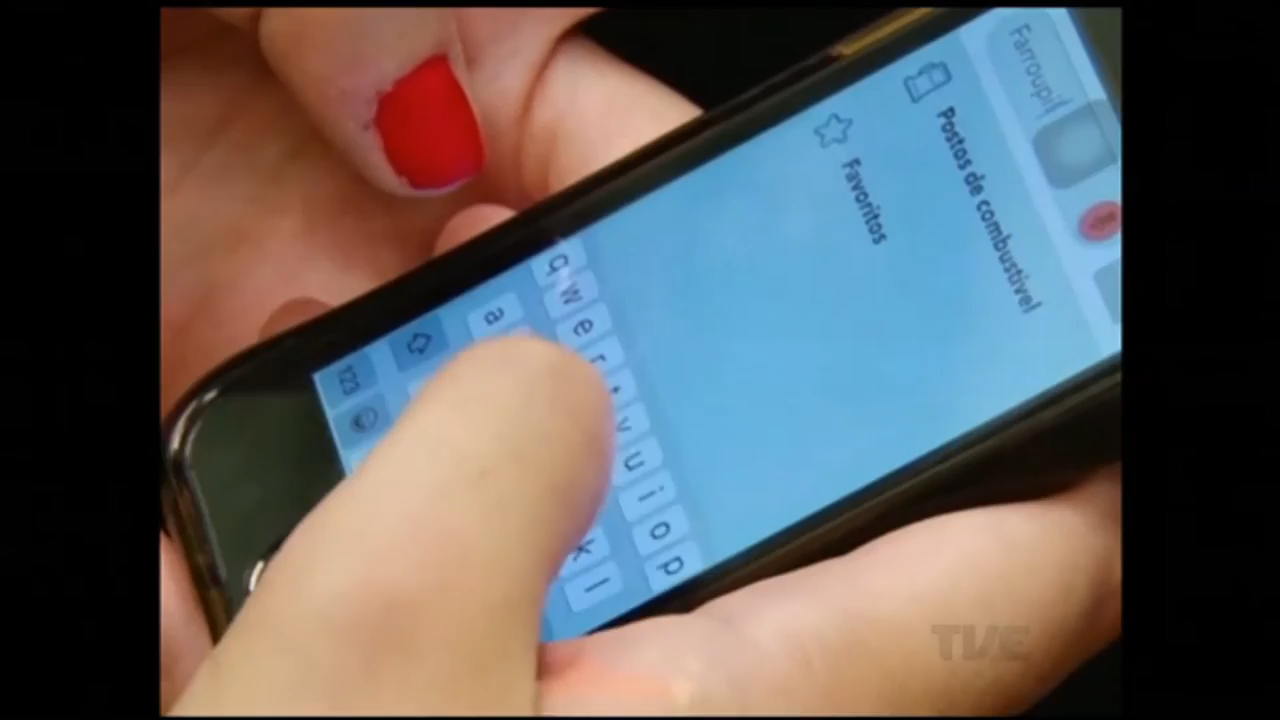 Farroupil
Postos de combustível
Favoritos
q w e r t y u i o p
a k l
123
TVE